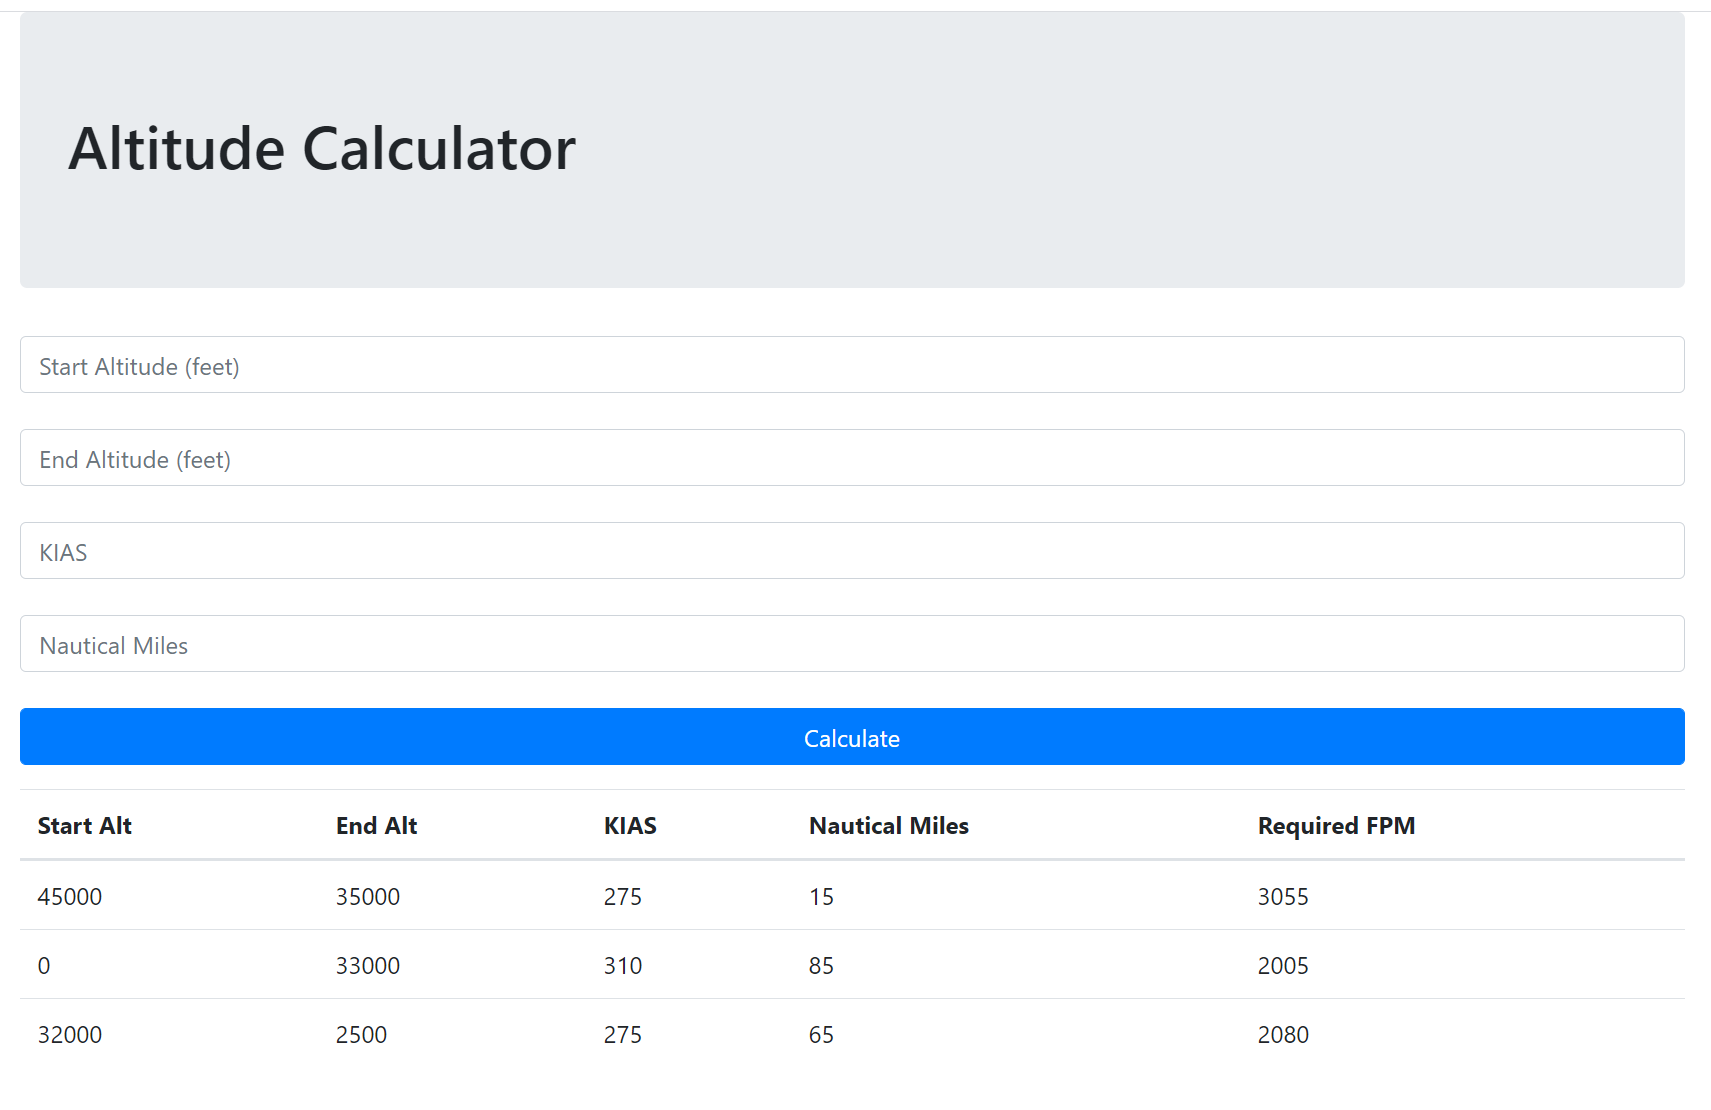 Altitude Calculator
Start Altitude (feet)
End Altitude (feet)
KIAS
Nautical Miles
Calculate
Start Alt End Alt KIAS Nautical Miles Required FPM
45000 35000 275 15 3055
0 33000 310 85 2005
32000 2500 275 65 2080